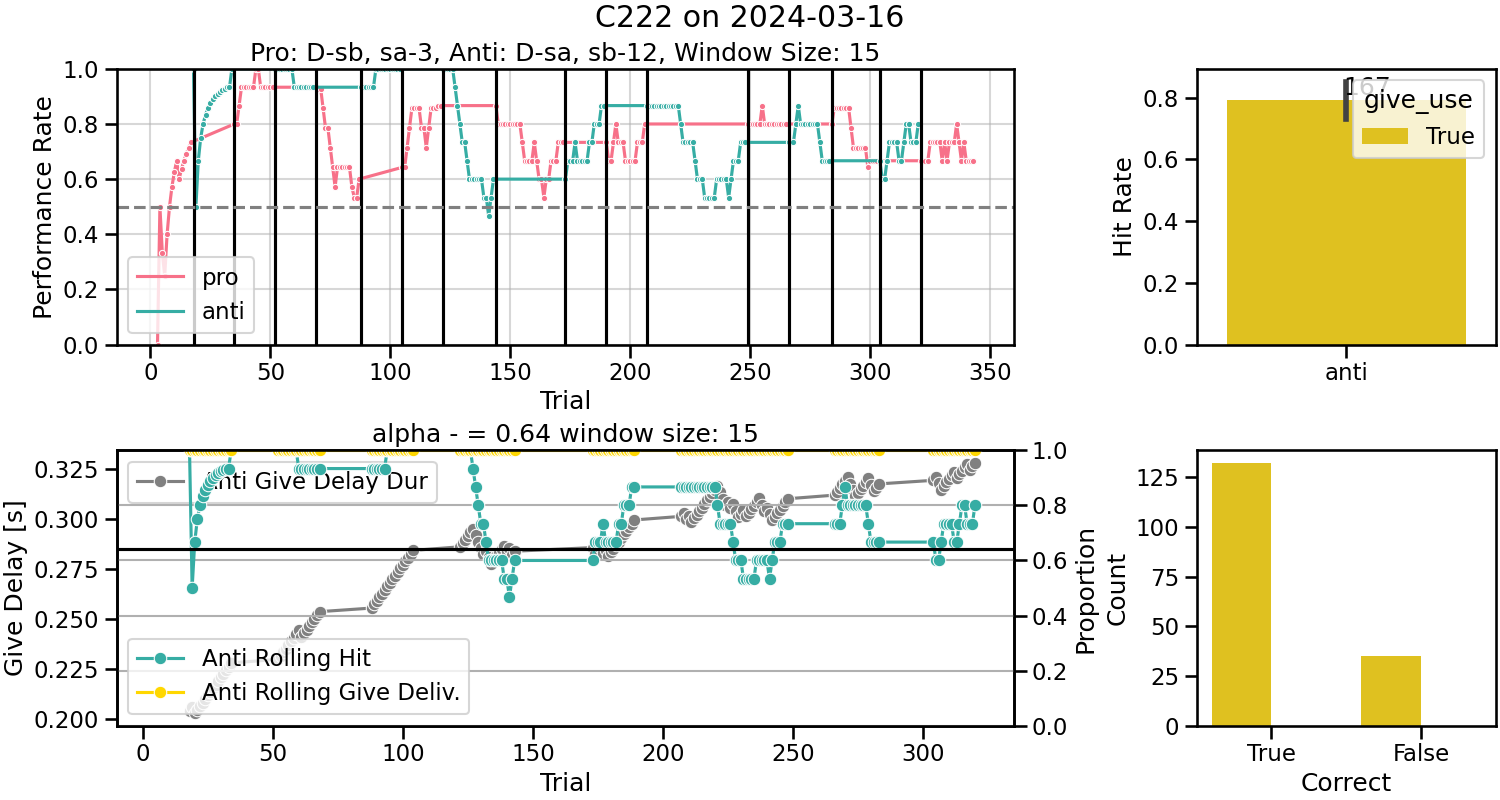 C222 on 2024-03-16
Pro: D-sb, sa-3, Anti: D-sa, sb-12, Window Size: 15
Performance Rate
1.0
0.8
0.6
0.4
0.2
0.0
pro
anti
0 50 100 150 200 250 300 350
Trial
Hit Rate
0.8
0.6
0.4
0.2
0.0
167
give_use
True
anti
alpha - = 0.64 window size: 15
Give Delay [s]
0.325
0.300
0.275
0.250
0.225
0.200
Anti Give Delay Dur
Anti Rolling Hit
Anti Rolling Give Deliv.
1.0
0.8
0.6
0.4
0.2
0.0
Proportion
0 50 100 150 200 250 300
Trial
Count
125
100
75
50
25
0
True False
Correct